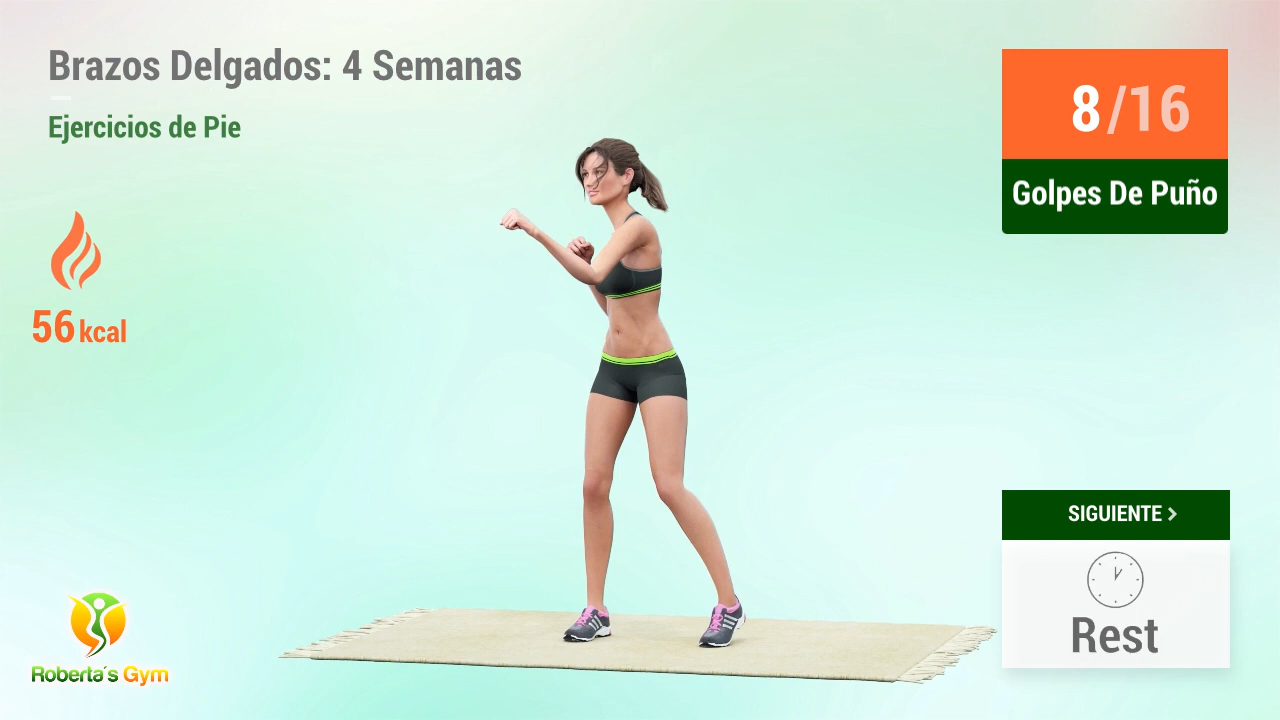 Brazos Delgados: 4 Semanas
Ejercicios de Pie
8/16
Golpes De Puño
56 kcal
SIGUIENTE >
Rest
Roberta´s Gym